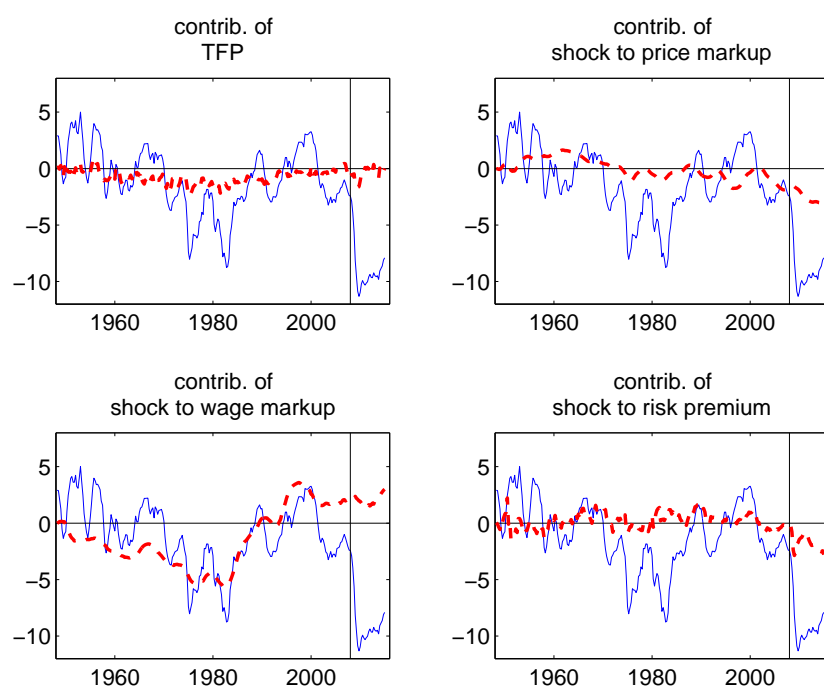 contrib. of
TFP
contrib. of
shock to price markup
5
0
−5
−10
1960 1980 2000
5
0
−5
−10
1960 1980 2000
contrib. of
shock to wage markup
contrib. of
shock to risk premium
5
0
−5
−10
1960 1980 2000
5
0
−5
−10
1960 1980 2000